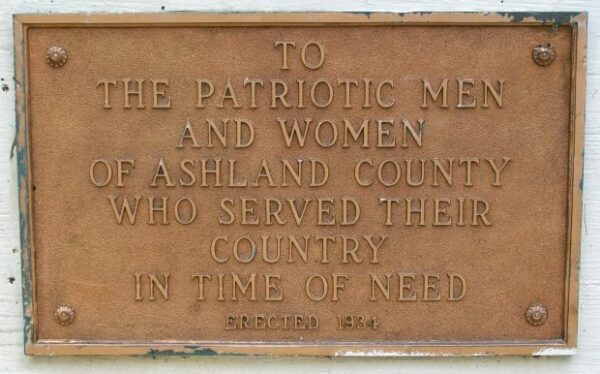 TO
THE PATRIOTIC MEN
AND WOMEN
OF ASHLAND COUNTY
WHO SERVED THEIR
COUNTRY
IN TIME OF NEED
ERECTED 1934